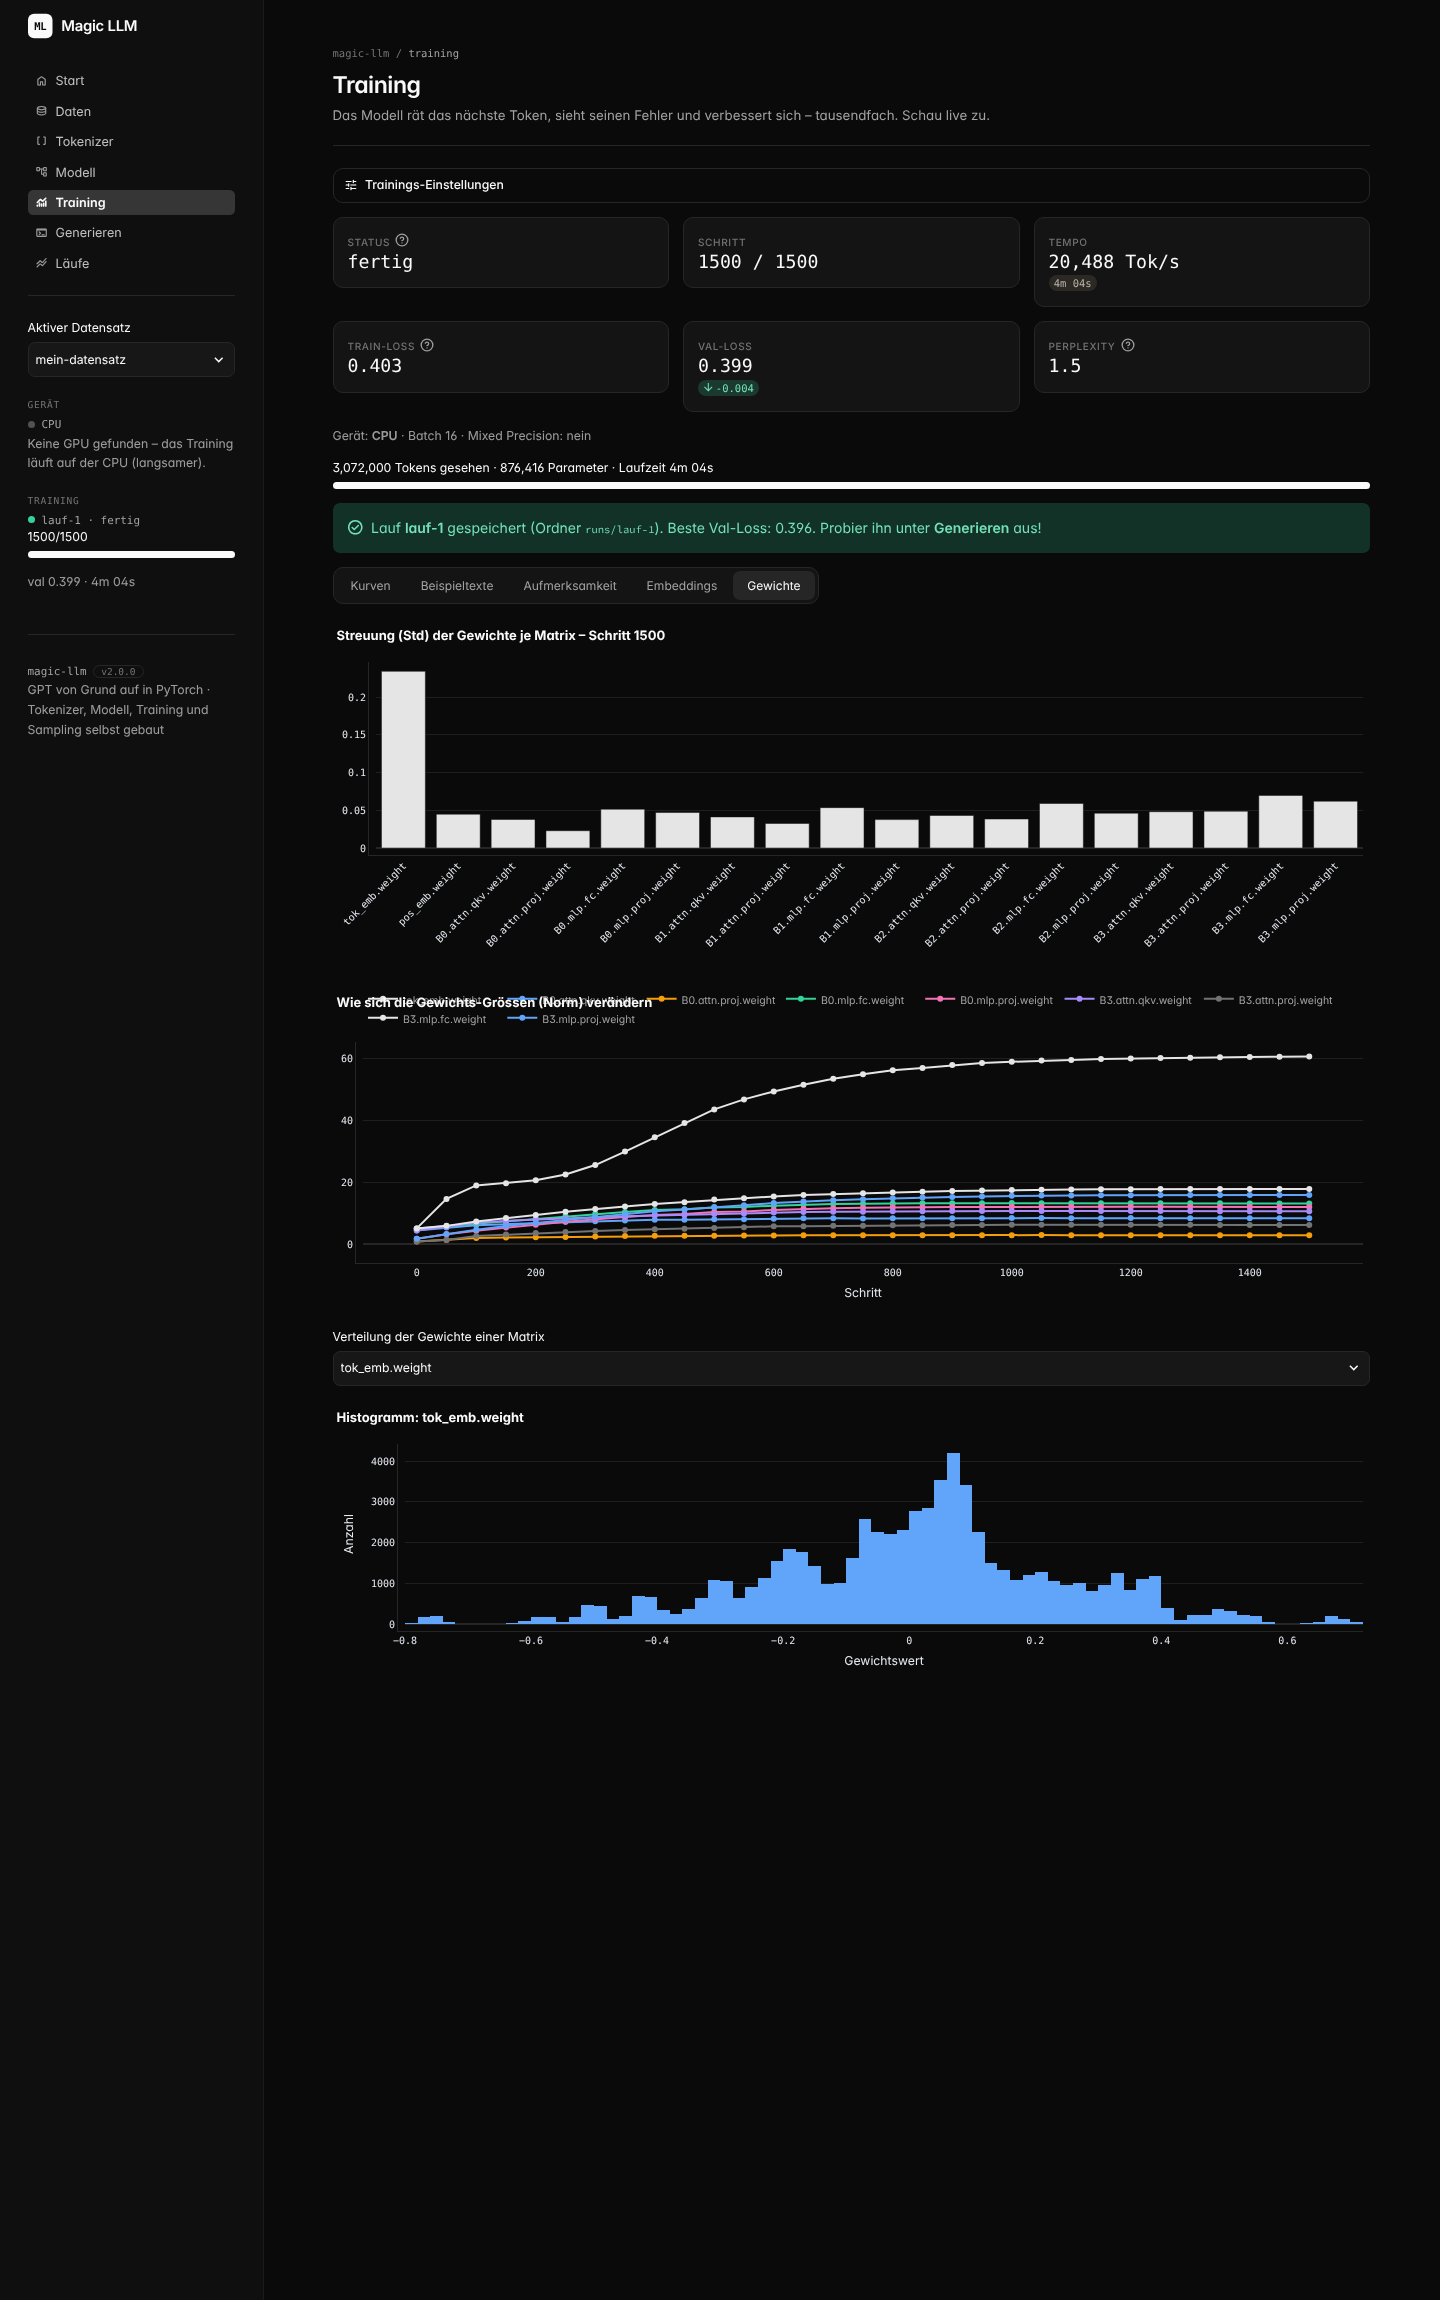 ML Magic LLM
Start
Daten
Tokenizer
Modell
Training
Generieren
Läufe
Aktiver Datensatz
mein-datensatz
GERÄT
CPU
Keine GPU gefunden – das Training
läuft auf der CPU (langsamer).
TRAINING
lauf-1 · fertig
1500/1500
val 0.399 · 4m 04s
magic-llm v2.0.0
GPT von Grund auf in PyTorch ·
Tokenizer, Modell, Training und
Sampling selbst gebaut
magic-llm / training
Training
Das Modell rät das nächste Token, sieht seinen Fehler und verbessert sich – tausendfach. Schau live zu.
Trainings-Einstellungen
STATUS
fertig
SCHRITT
1500 / 1500
TEMPO
20,488 Tok/s
4m 04s
TRAIN-LOSS
0.403
VAL-LOSS
0.399
-0.004
PERPLEXITY
1.5
Gerät: CPU · Batch 16 · Mixed Precision: nein
3,072,000 Tokens gesehen · 876,416 Parameter · Laufzeit 4m 04s
Lauf lauf-1 gespeichert (Ordner runs/lauf-1). Beste Val-Loss: 0.396. Probier ihn unter Generieren aus!
Kurven Beispieltexte Aufmerksamkeit Embeddings Gewichte
Streuung (Std) der Gewichte je Matrix – Schritt 1500
0.2
0.15
0.1
0.05
0
tok_emb.weight
pos_emb.weight
B0.attn.qkv.weight
B0.attn.proj.weight
B0.mlp.fc.weight
B0.mlp.proj.weight
B1.attn.qkv.weight
B1.attn.proj.weight
B1.mlp.fc.weight
B1.mlp.proj.weight
B2.attn.qkv.weight
B2.attn.proj.weight
B2.mlp.fc.weight
B2.mlp.proj.weight
B3.attn.qkv.weight
B3.attn.proj.weight
B3.mlp.fc.weight
B3.mlp.proj.weight
Wie sich die Gewichts-Grössen (Norm) verändern
B0.attn.proj.weight B0.mlp.fc.weight B0.mlp.proj.weight B3.attn.qkv.weight B3.attn.proj.weight
B3.mlp.fc.weight B3.mlp.proj.weight
60
40
20
0
0 200 400 600 800 1000 1200 1400
Schritt
Verteilung der Gewichte einer Matrix
tok_emb.weight
Histogramm: tok_emb.weight
Anzahl
4000
3000
2000
1000
0
−0.8 −0.6 −0.4 −0.2 0 0.2 0.4 0.6
Gewichtswert